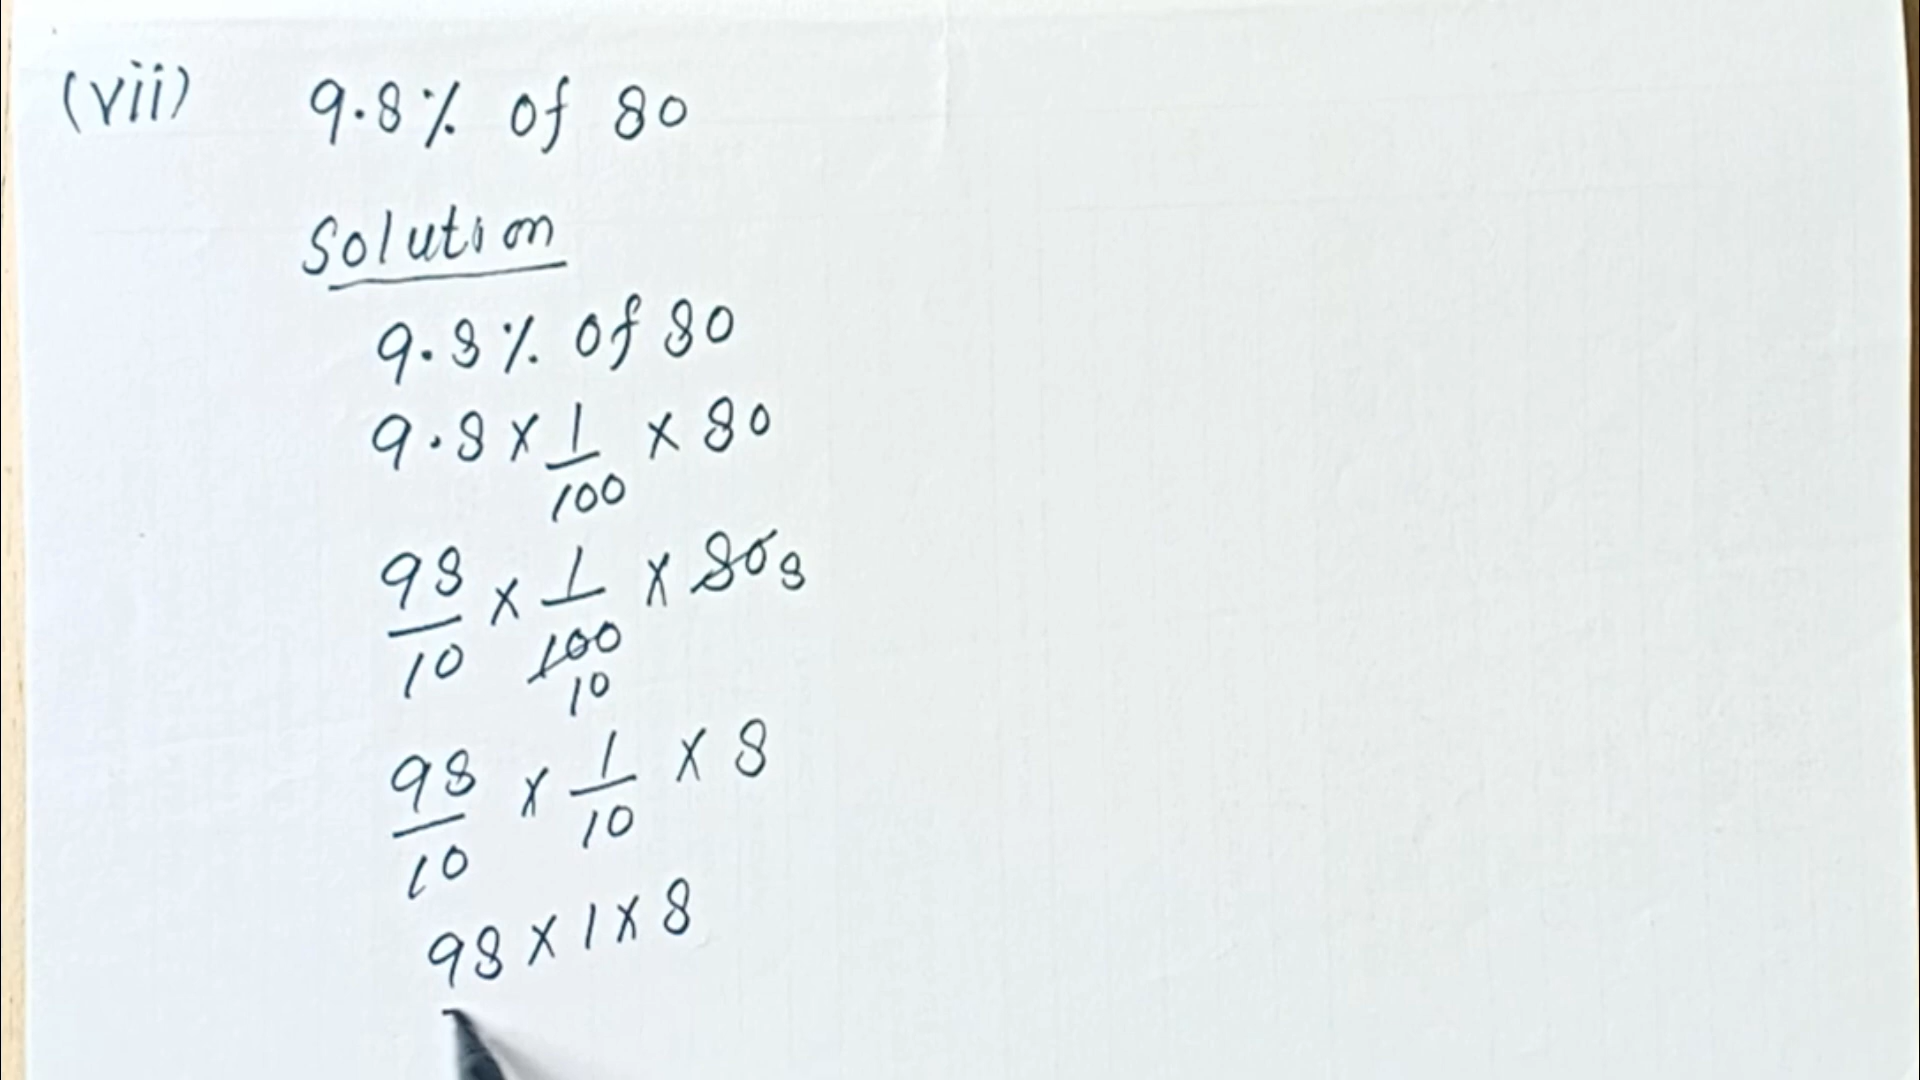 (vii) 9.8% of 80
Solution
9.8% of 80
9.8 × 1/100 × 80
98/10 × 1/100 10 × 80 8
98/10 × 1/10 × 8
98 × 1 × 8